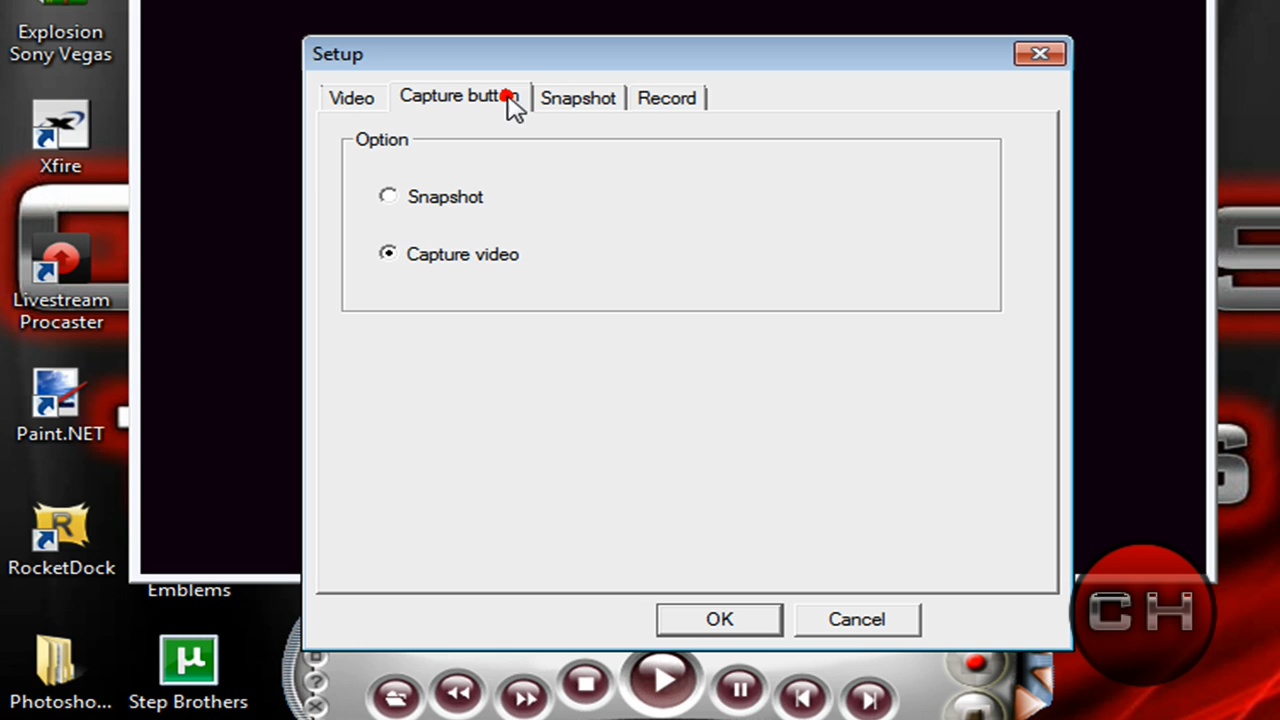 Explosion
Sony Vegas
Xfire
Livestream
Procaster
Paint.NET
RocketDock
Emblems
Photosho...
Step Brothers
Setup
Video
Capture button
Snapshot
Record
Option
Snapshot
Capture video
OK
Cancel
CH